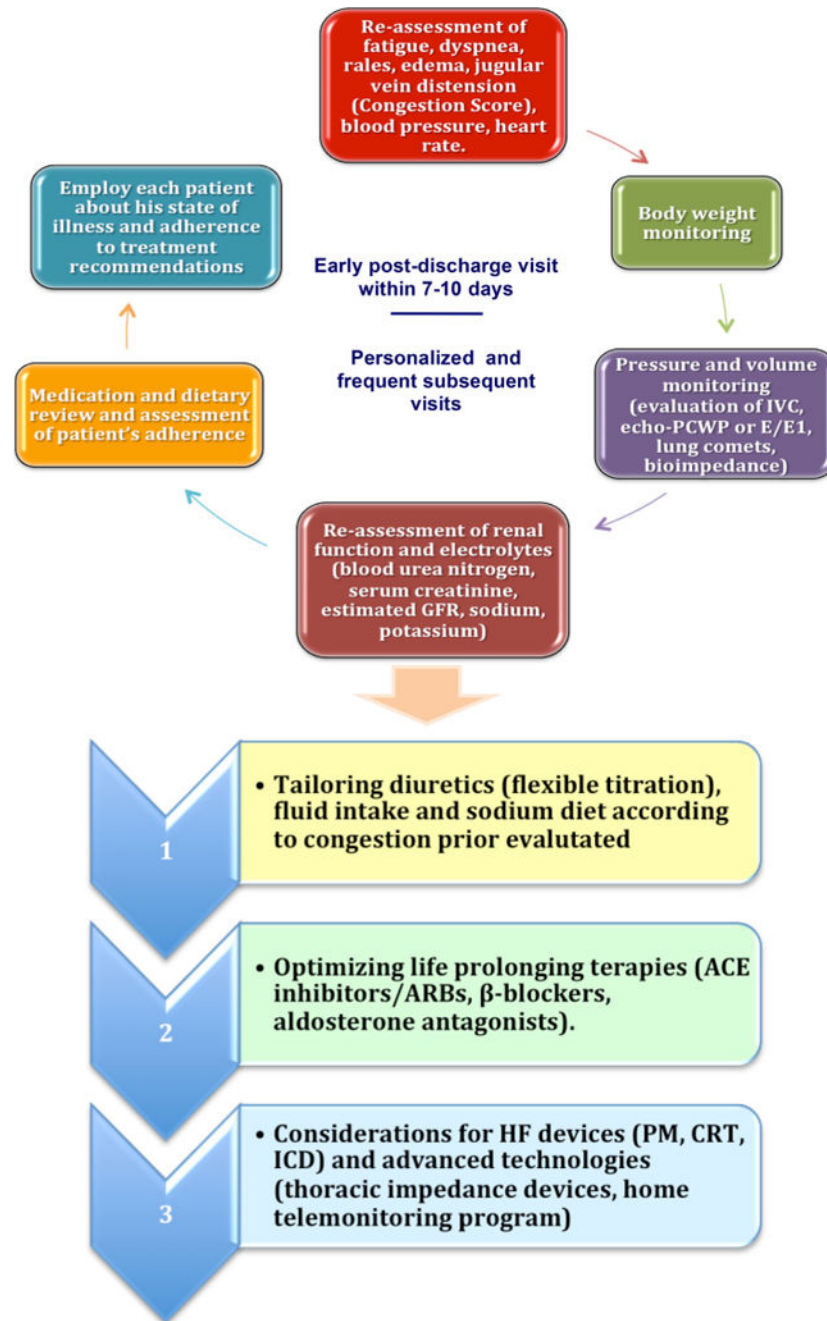 Re-assessment of
fatigue, dyspnea,
rales, edema, jugular
vein distension
(Congestion Score),
blood pressure, heart
rate.
Body weight
monitoring
Pressure and volume
monitoring
(evaluation of IVC,
echo-PCWP or E/E1,
lung comets,
bioimpedance)
Re-assessment of renal
function and electrolytes
(blood urea nitrogen,
serum creatinine,
estimated GFR, sodium,
potassium)
Medication and dietary
review and assessment
of patient's adherence
Employ each patient
about his state of
illness and adherence
to treatment
recommendations
Early post-discharge visit
within 7-10 days
Personalized and
frequent subsequent
visits
1
• Tailoring diuretics (flexible titration),
fluid intake and sodium diet according
to congestion prior evalutated
2
• Optimizing life prolonging terapies (ACE
inhibitors/ARBs, β-blockers,
aldosterone antagonists).
3
• Considerations for HF devices (PM, CRT,
ICD) and advanced technologies
(thoracic impedance devices, home
telemonitoring program)